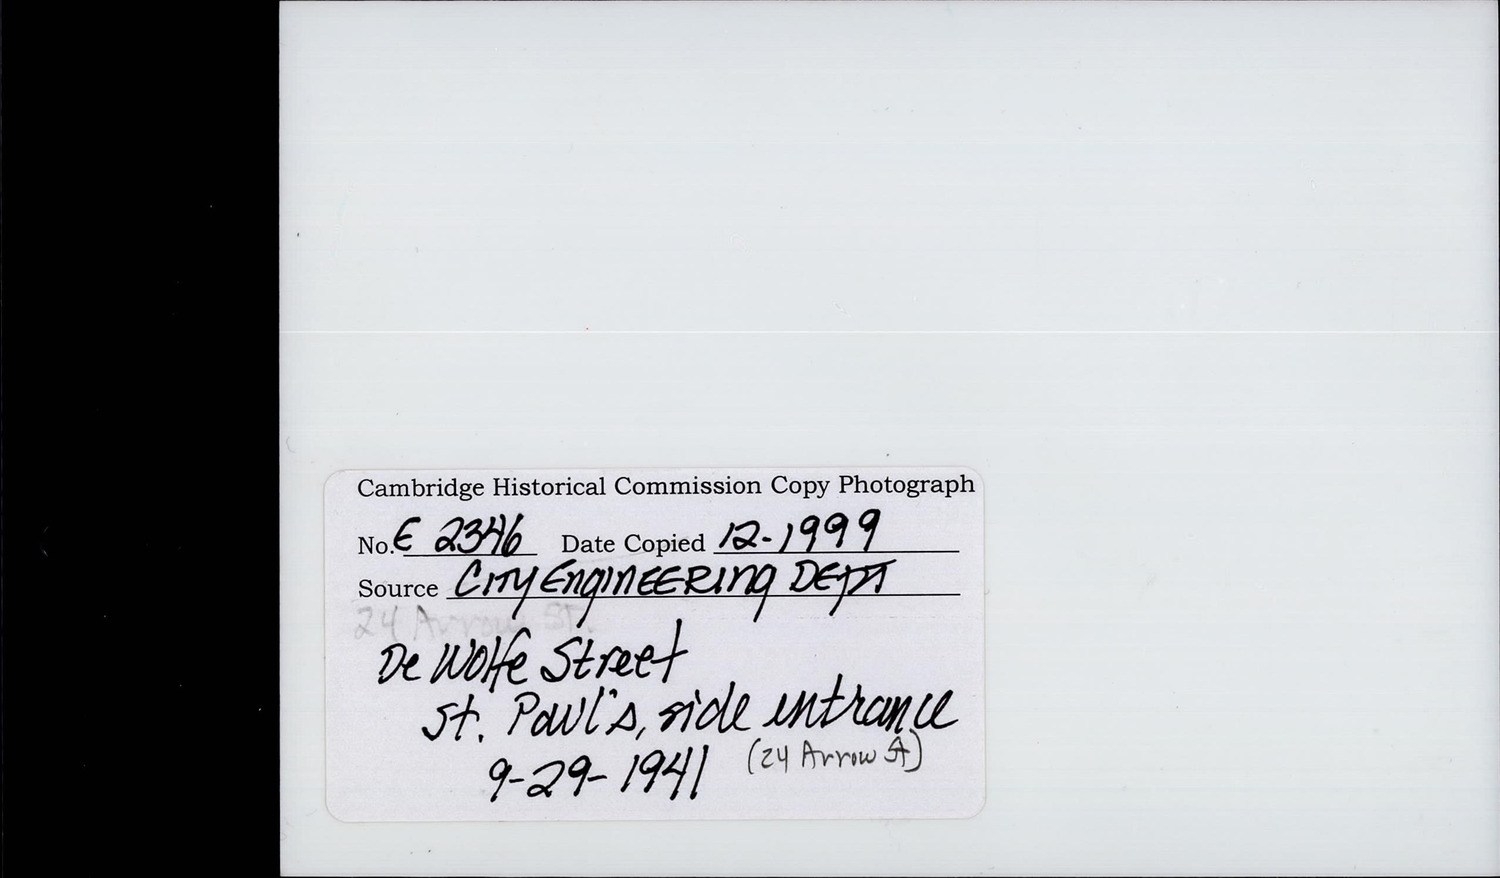 Cambridge Historical Commission Copy Photograph
No. E 2346 Date Copied 12-1999
Source City Engineering Dept
24 Arrow St.
De Wolfe Street
St. Paul's, side entrance
9-29-1941 (24 Arrow St)